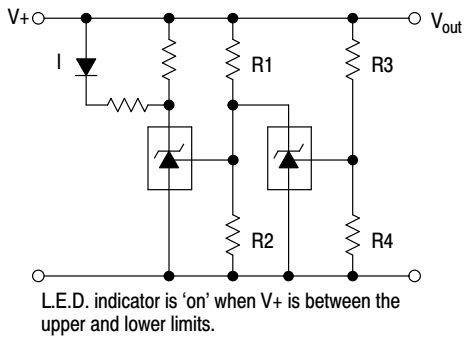 V+
Vout
I
R1
R3
R2
R4
L.E.D. indicator is ‘on’ when V+ is between the
upper and lower limits.